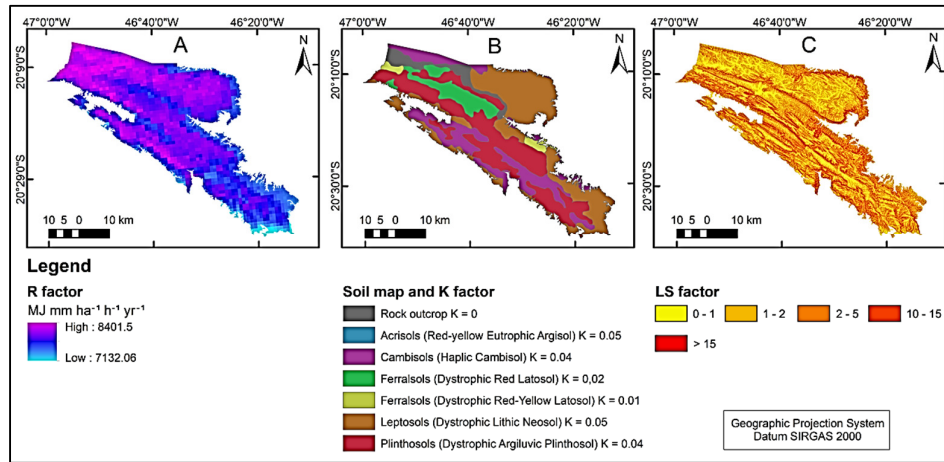 47°0'0"W 46°40'0"W 46°20'0"W
47°0'0"W 46°40'0"W 46°20'0"W
47°0'0"W 46°40'0"W 46°20'0"W
A
N
B
N
C
N
20°9'0"S
20°29'0"S
20°10'0"S
20°30'0"S
20°10'0"S
20°30'0"S
10 5 0 10 km
10 5 0 10 km
10 5 0 10 km
Legend
R factor
MJ mm ha⁻¹ h⁻¹ yr⁻¹
High : 8401.5
Low : 7132.06
Soil map and K factor
Rock outcrop K = 0
Acrisols (Red-yellow Eutrophic Argisol) K = 0.05
Cambisols (Haplic Cambisol) K = 0.04
Ferralsols (Dystrophic Red Latosol) K = 0,02
Ferralsols (Dystrophic Red-Yellow Latosol) K = 0.01
Leptosols (Dystrophic Lithic Neosol) K = 0.05
Plinthosols (Dystrophic Argiluvic Plinthosol) K = 0.04
LS factor
0 - 1 1 - 2 2 - 5 10 - 15
> 15
Geographic Projection System
Datum SIRGAS 2000